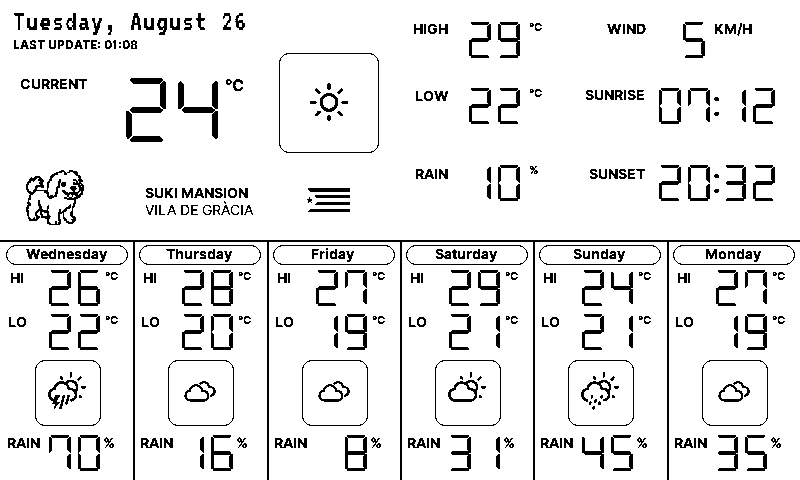 Tuesday, August 26
LAST UPDATE: 01:08
CURRENT 24 °C
SUKI MANSION
VILA DE GRÀCIA
HIGH 29 °C
LOW 22 °C
RAIN 10 %
WIND 5 KM/H
SUNRISE 07:12
SUNSET 20:32
Wednesday
HI 26 °C
LO 22 °C
RAIN 70 %
Thursday
HI 28 °C
LO 20 °C
RAIN 16 %
Friday
HI 27 °C
LO 19 °C
RAIN 8 %
Saturday
HI 29 °C
LO 21 °C
RAIN 31 %
Sunday
HI 24 °C
LO 21 °C
RAIN 45 %
Monday
HI 27 °C
LO 19 °C
RAIN 35 %